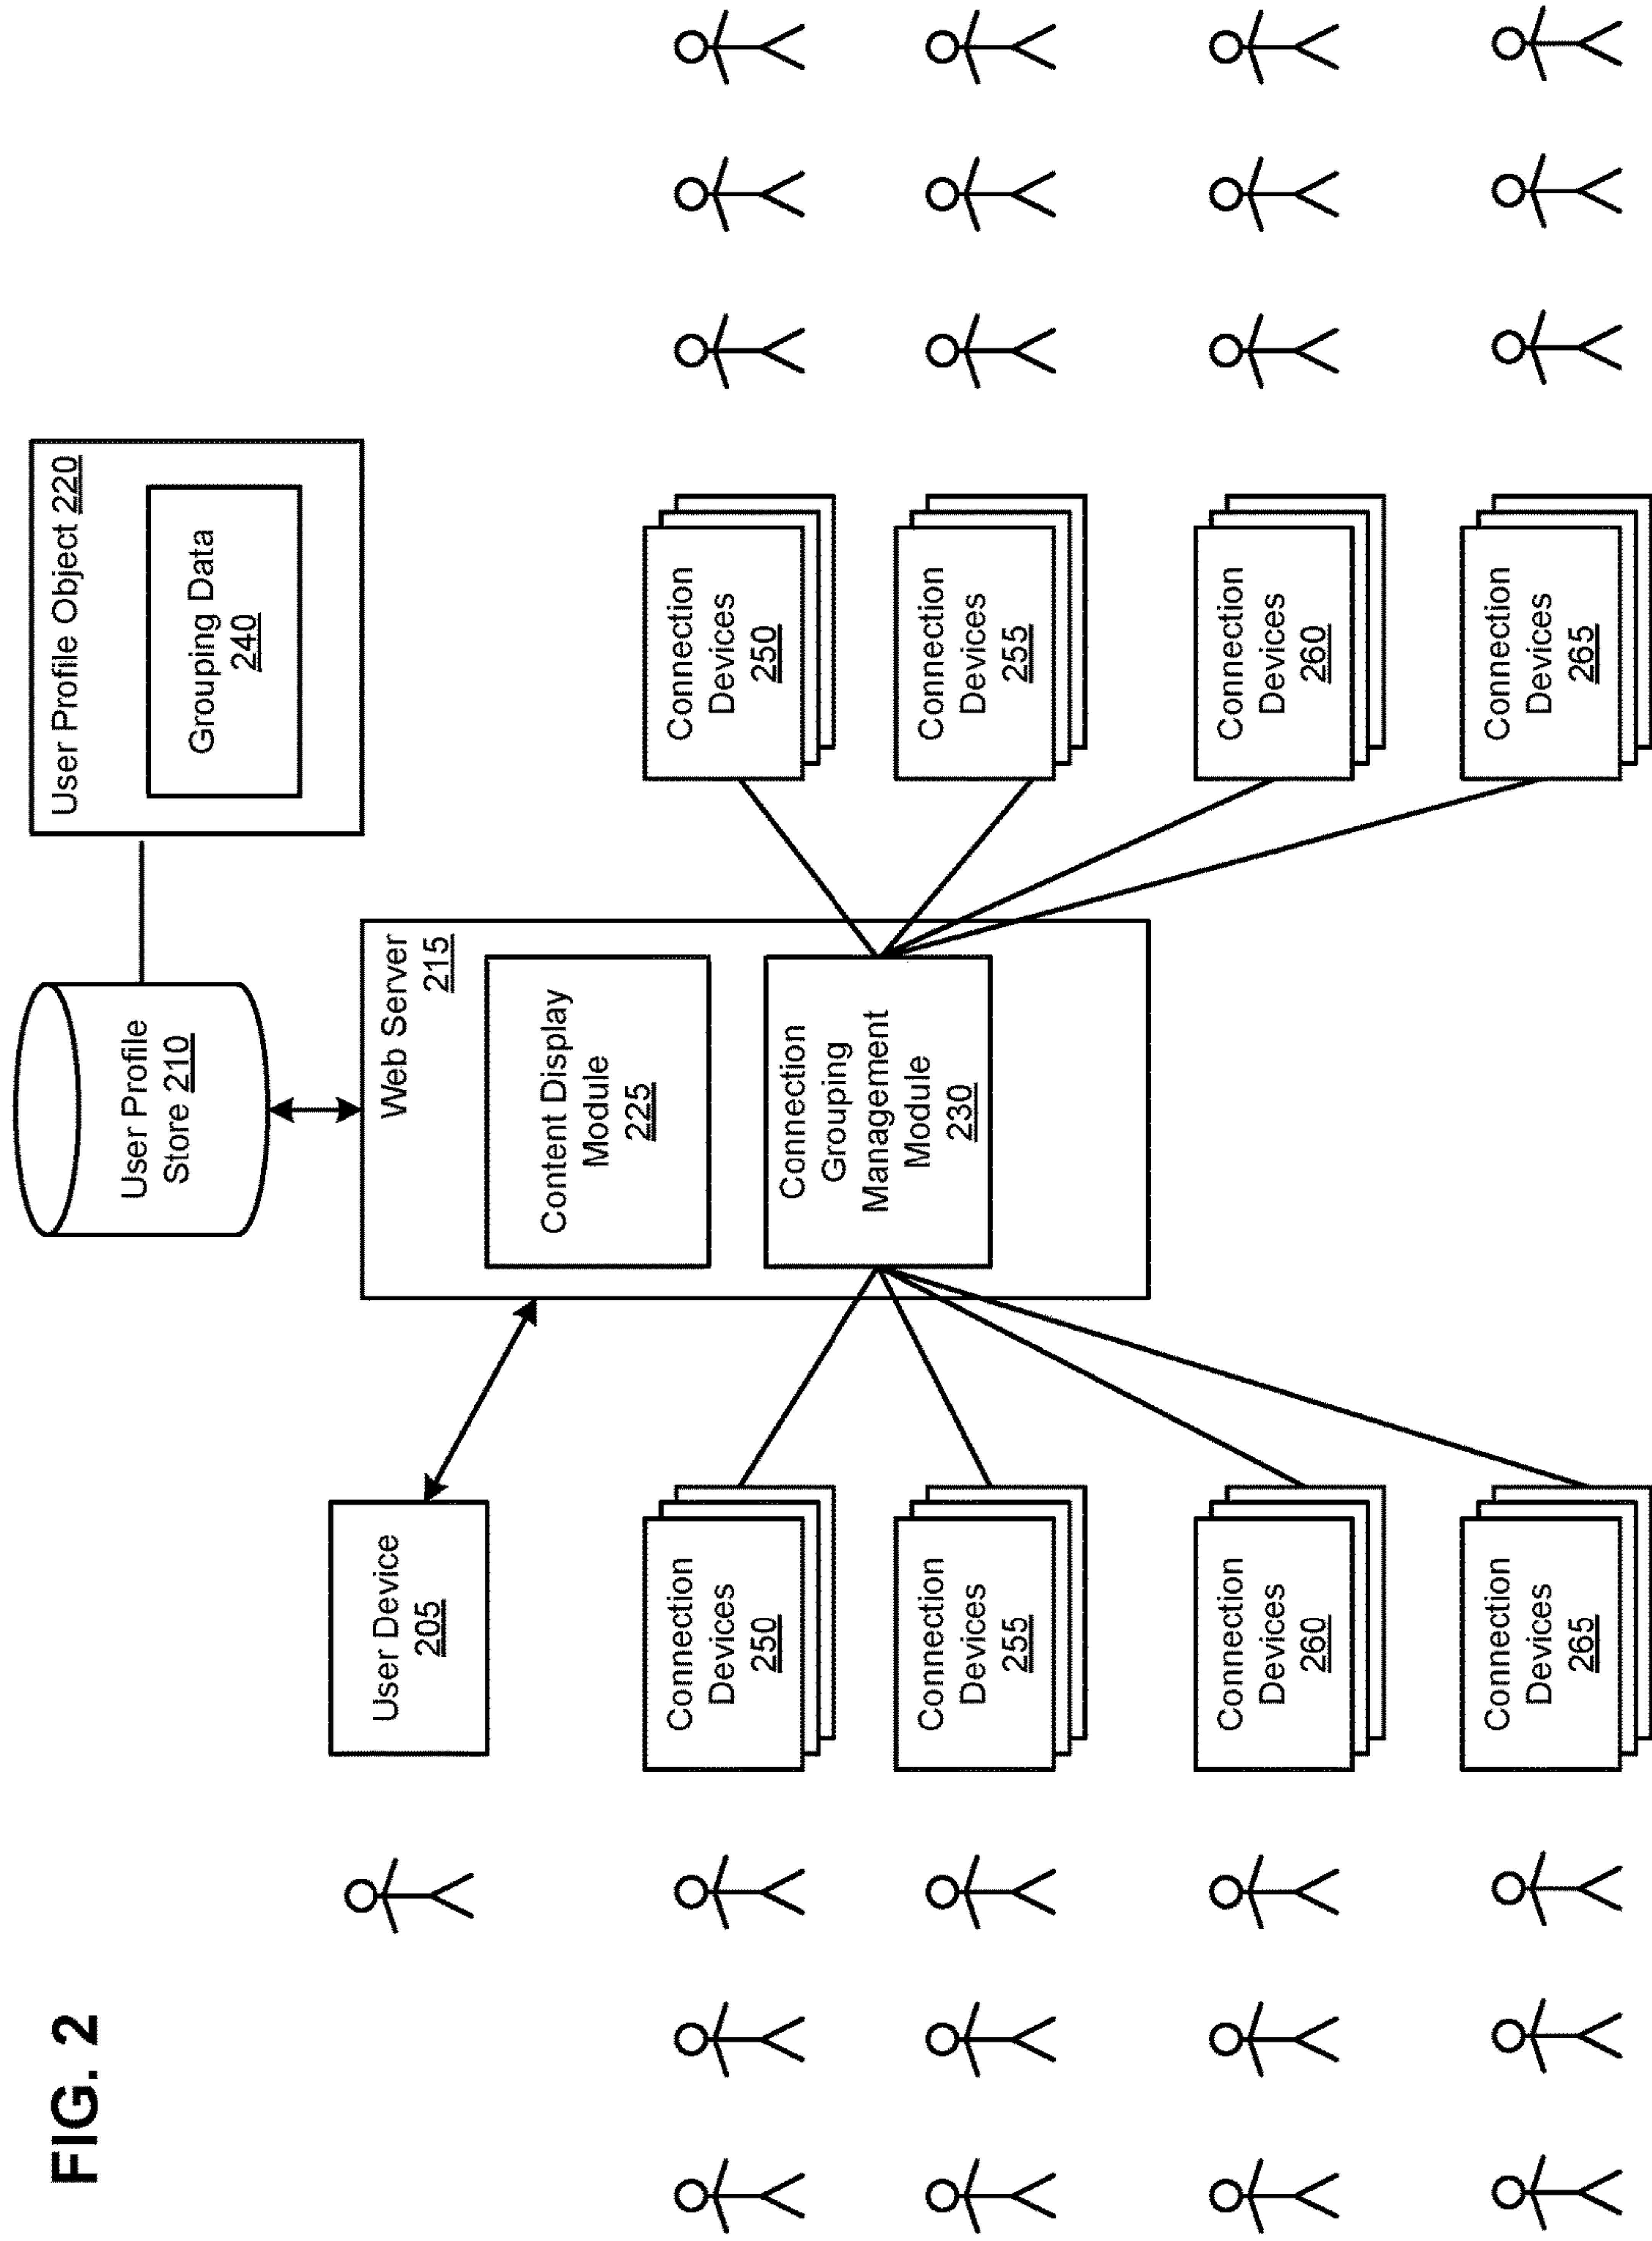 FIG. 2
User Profile
Store 210
User Profile Object 220
Grouping Data
240
User Device
205
Web Server
215
Content Display
Module
225
Connection
Grouping
Management
Module
230
Connection
Devices
250
Connection
Devices
255
Connection
Devices
260
Connection
Devices
265
Connection
Devices
250
Connection
Devices
255
Connection
Devices
260
Connection
Devices
265